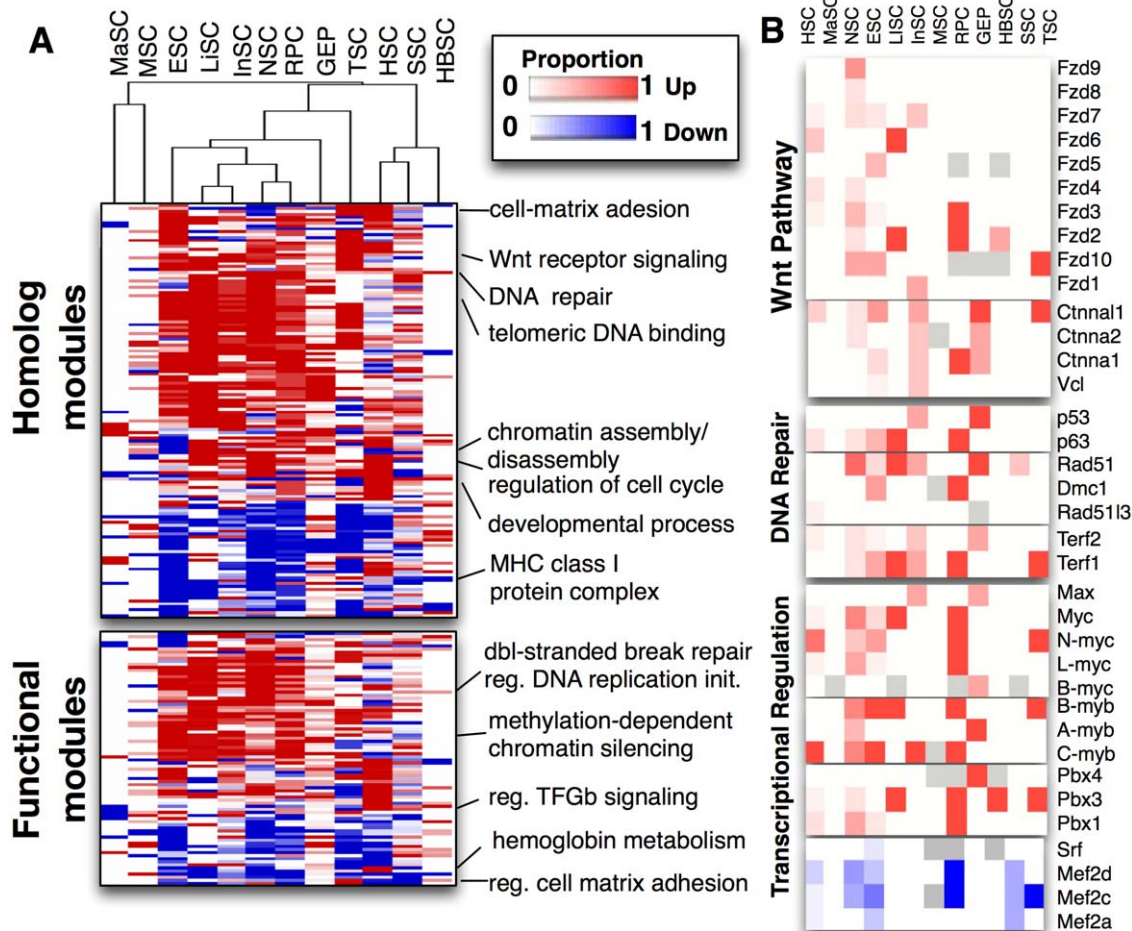 A
MaSC
MSC
ESC
LiSC
InSC
NSC
RPC
GEP
TSC
HSC
SSC
HBSC
Proportion
0 1 Up
0 1 Down
Homolog
modules
cell-matrix adesion
Wnt receptor signaling
DNA repair
telomeric DNA binding
chromatin assembly/
disassembly
regulation of cell cycle
developmental process
MHC class I
protein complex
Functional
modules
dbl-stranded break repair
reg. DNA replication init.
methylation-dependent
chromatin silencing
reg. TFGb signaling
hemoglobin metabolism
reg. cell matrix adhesion
B
HSC
MaSC
NSC
ESC
LiSC
InSC
MSC
RPC
GEP
HBSC
SSC
TSC
Wnt Pathway
Fzd9
Fzd8
Fzd7
Fzd6
Fzd5
Fzd4
Fzd3
Fzd2
Fzd10
Fzd1
Ctnnal1
Ctnna2
Ctnna1
Vcl
DNA Repair
p53
p63
Rad51
Dmc1
Rad51l3
Terf2
Terf1
Transcriptional Regulation
Max
Myc
N-myc
L-myc
B-myc
B-myb
A-myb
C-myb
Pbx4
Pbx3
Pbx1
Srf
Mef2d
Mef2c
Mef2a